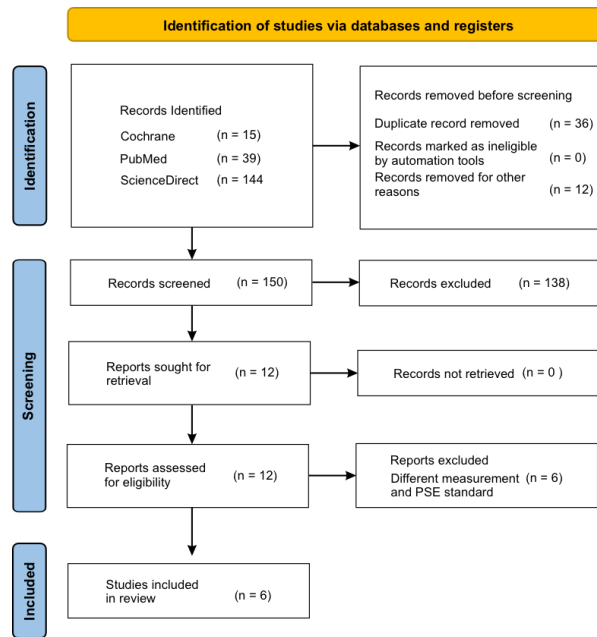 Identification of studies via databases and registers
Identification
Records Identified
Cochrane (n = 15)
PubMed (n = 39)
ScienceDirect (n = 144
Records removed before screening
Duplicate record removed (n = 36)
Records marked as ineligible
by automation tools (n = 0)
Records removed for other
reasons (n = 12)
Screening
Records screened (n = 150)
Records excluded (n = 138)
Reports sought for
retrieval (n = 12)
Records not retrieved (n = 0 )
Reports assessed
for eligibility (n = 12)
Reports excluded
Different measurement (n = 6)
and PSE standard
Included
Studies included
in review (n = 6)